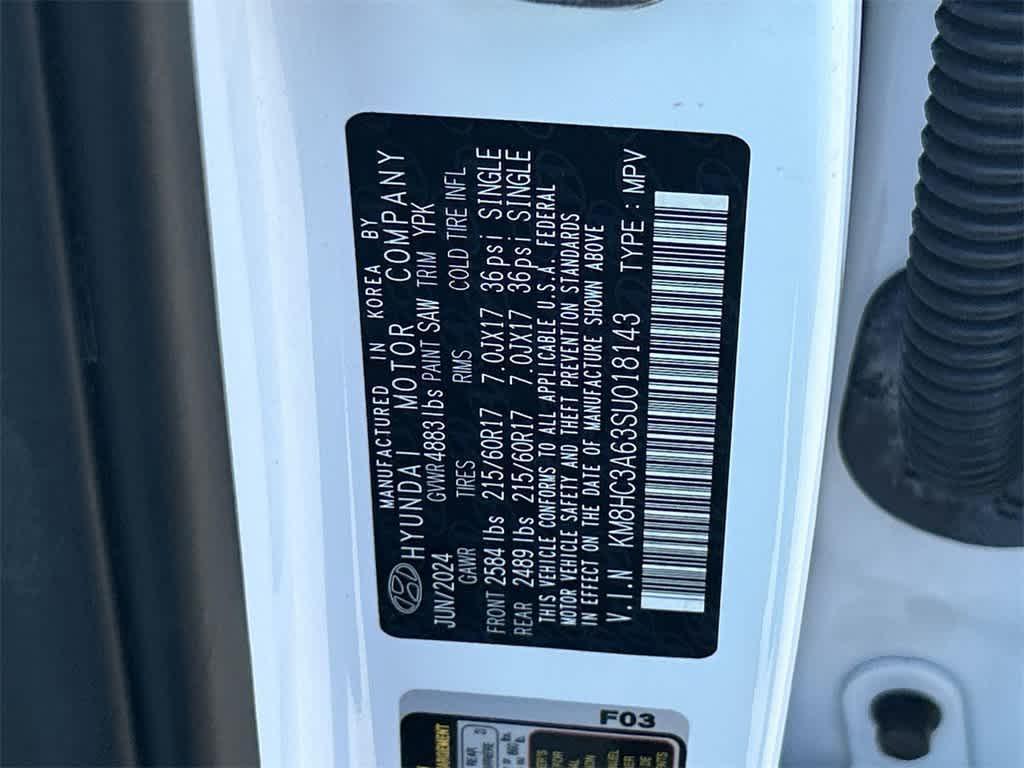 MANUFACTURED IN KOREA BY
HYUNDAI MOTOR COMPANY
JUN/2024 GVWR 4883lbs PAINT SAW TRIM YPK
GAWR TIRES RIMS COLD TIRE INFL
FRONT 2584 lbs 215/60R17 7.0JX17 36psi SINGLE
REAR 2489 lbs 215/60R17 7.0JX17 36psi SINGLE
THIS VEHICLE CONFORMS TO ALL APPLICABLE U.S.A. FEDERAL
MOTOR VEHICLE SAFETY AND THEFT PREVENTION STANDARDS
IN EFFECT ON THE DATE OF MANUFACTURE SHOWN ABOVE
V.I.N KM8HC3A63SU018143 TYPE : MPV
F03
REAR